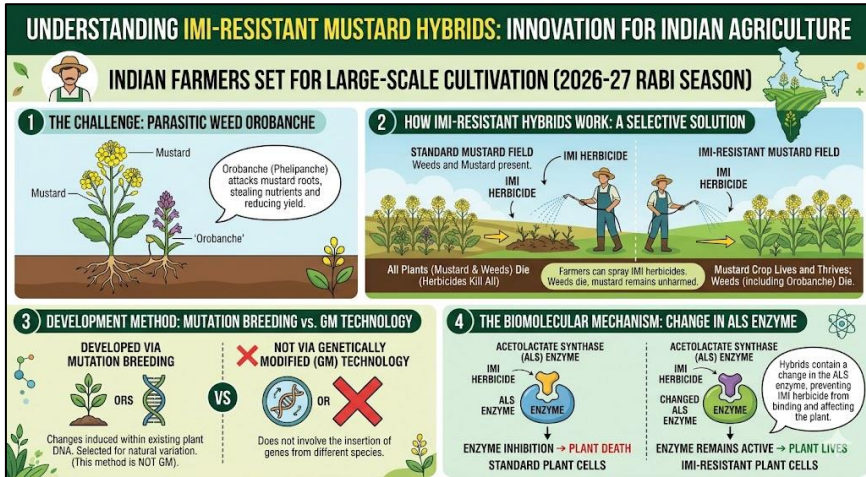 UNDERSTANDING IMI-RESISTANT MUSTARD HYBRIDS: INNOVATION FOR INDIAN AGRICULTURE
INDIAN FARMERS SET FOR LARGE-SCALE CULTIVATION (2026-27 RABI SEASON)
1 THE CHALLENGE: PARASITIC WEED OROBANCHE
Mustard
Mustard
Orobanche (Phelipanche)
attacks mustard roots,
stealing nutrients and
reducing yield.
'Orobanche'
2 HOW IMI-RESISTANT HYBRIDS WORK: A SELECTIVE SOLUTION
STANDARD MUSTARD FIELD
Weeds and Mustard present.
IMI HERBICIDE
IMI
HERBICIDE
IMI-RESISTANT MUSTARD FIELD
IMI
HERBICIDE
All Plants (Mustard & Weeds) Die
(Herbicides Kill All)
Farmers can spray IMI herbicides.
Weeds die, mustard remains unharmed.
Mustard Crop Lives and Thrives;
Weeds (including Orobanche) Die.
3 DEVELOPMENT METHOD: MUTATION BREEDING vs. GM TECHNOLOGY
DEVELOPED VIA
MUTATION BREEDING
ORS
Changes induced within existing plant
DNA. Selected for natural variation.
(This method is NOT GM).
VS
NOT VIA GENETICALLY
MODIFIED (GM) TECHNOLOGY
OR
Does not involve the insertion of
genes from different species.
4 THE BIOMOLECULAR MECHANISM: CHANGE IN ALS ENZYME
ACETOLACTATE SYNTHASE
(ALS) ENZYME
IMI
HERBICIDE
ALS
ENZYME
ENZYME
ENZYME INHIBITION → PLANT DEATH
STANDARD PLANT CELLS
ACETOLACTATE SYNTHASE
(ALS) ENZYME
IMI
HERBICIDE
CHANGED
ALS
ENZYME
ENZYME
Hybrids contain a
change in the ALS
enzyme, preventing
IMI herbicide from
binding and affecting
the plant.
ENZYME REMAINS ACTIVE → PLANT LIVES
IMI-RESISTANT PLANT CELLS